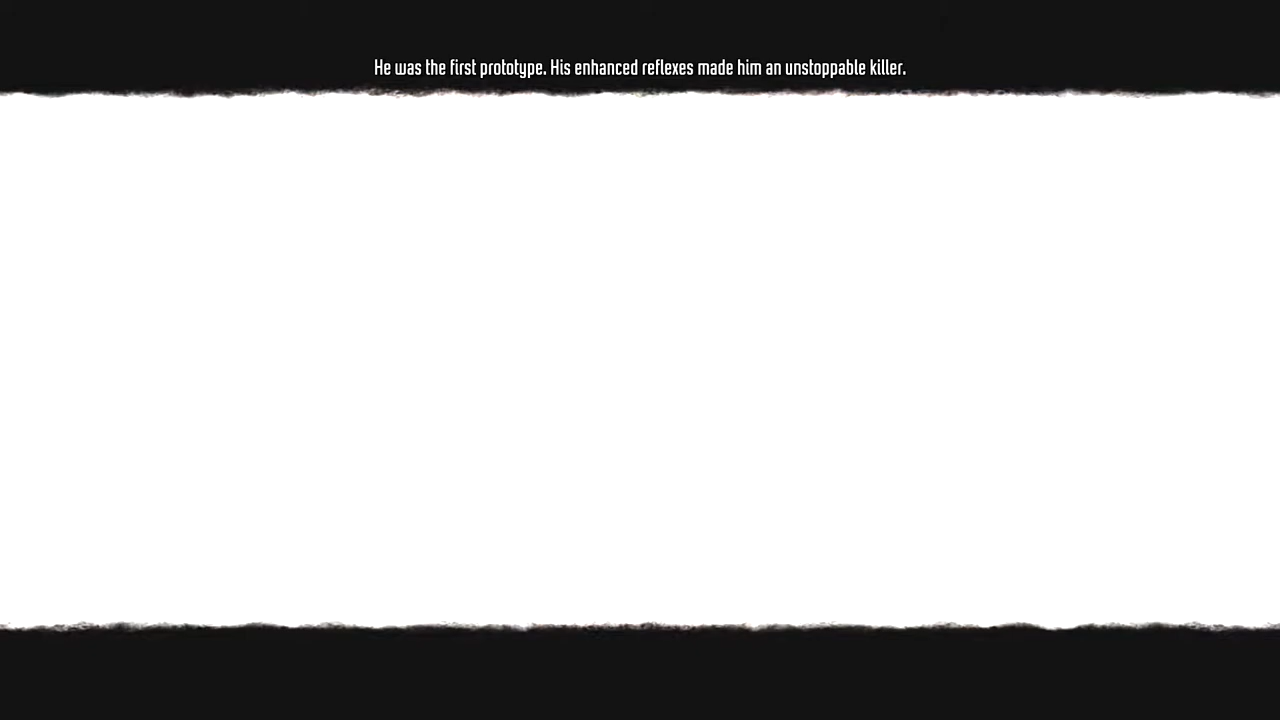 He was the first prototype. His enhanced reflexes made him an unstoppable killer.